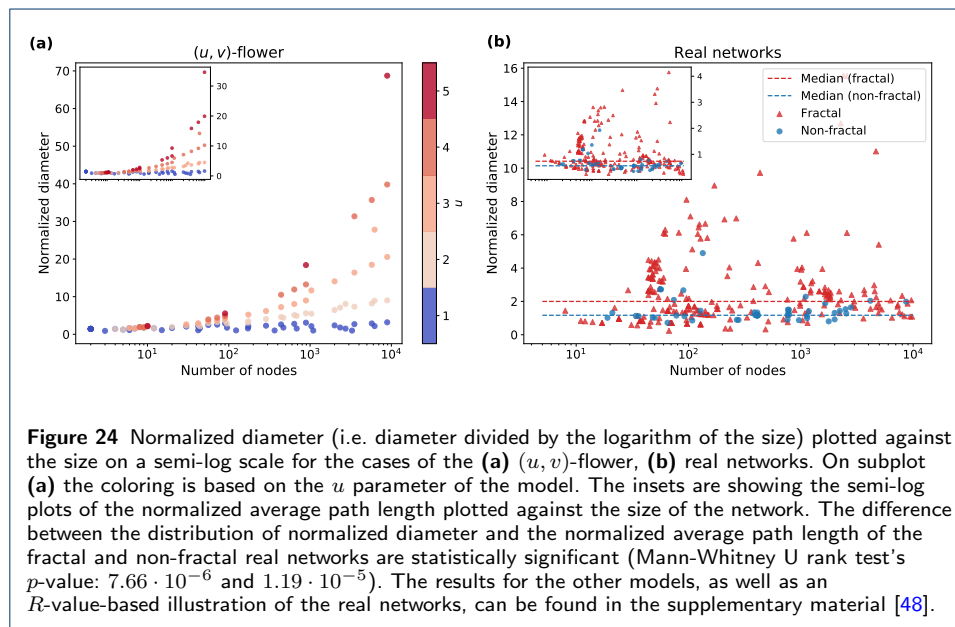 (a)
(u, v)-flower
Normalized diameter
70
60
50
40
30
20
10
0
30
20
10
0
10^1
10^2
10^3
10^4
Number of nodes
5
4
3
2
1
u
(b)
Real networks
Normalized diameter
16
14
12
10
8
6
4
2
0
4
3
2
1
Median (fractal)
Median (non-fractal)
Fractal
Non-fractal
10^1
10^2
10^3
10^4
Number of nodes
Figure 24 Normalized diameter (i.e. diameter divided by the logarithm of the size) plotted against
the size on a semi-log scale for the cases of the (a) (u, v)-flower, (b) real networks. On subplot
(a) the coloring is based on the u parameter of the model. The insets are showing the semi-log
plots of the normalized average path length plotted against the size of the network. The difference
between the distribution of normalized diameter and the normalized average path length of the
fractal and non-fractal real networks are statistically significant (Mann-Whitney U rank test's
p-value: 7.66 · 10^−6 and 1.19 · 10^−5). The results for the other models, as well as an
R-value-based illustration of the real networks, can be found in the supplementary material [48].